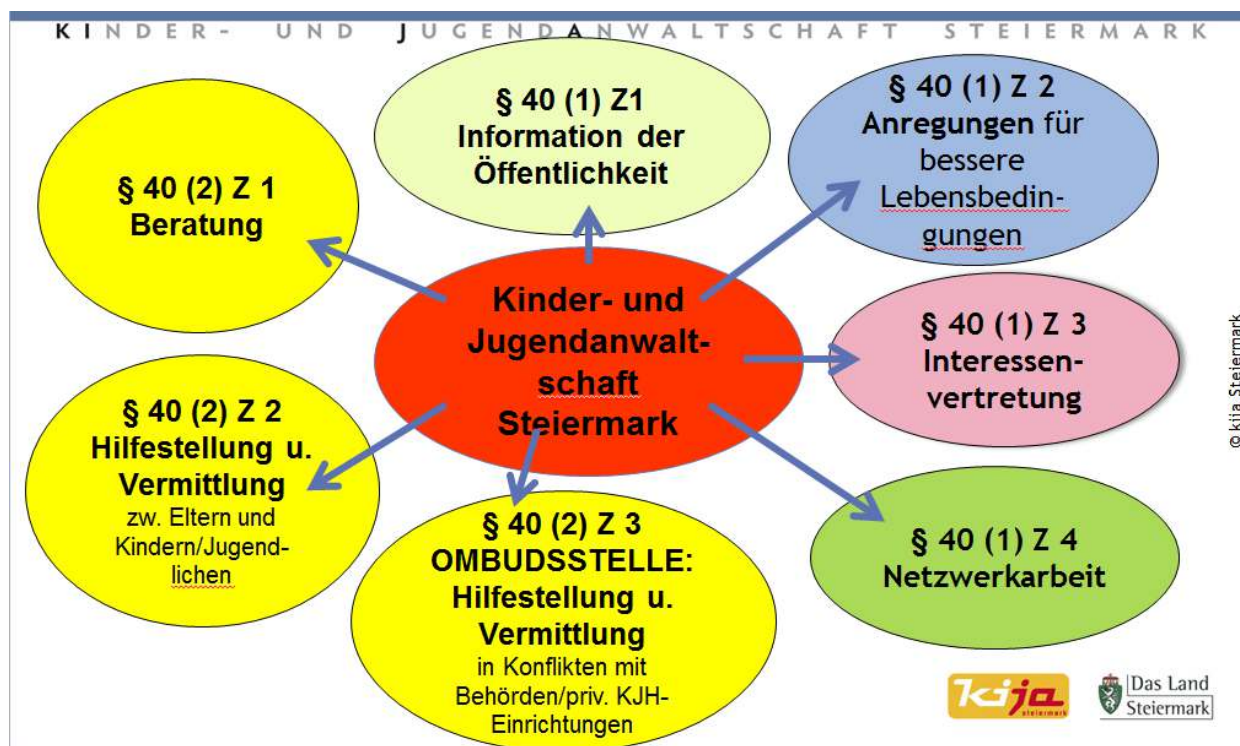 KINDER- UND JUGENDANWALTSCHAFT STEIERMARK
§ 40 (1) Z1
Information der
Öffentlichkeit
§ 40 (1) Z 2
Anregungen für
bessere
Lebensbedin-
gungen
§ 40 (2) Z 1
Beratung
Kinder- und
Jugendanwalt-
schaft
Steiermark
§ 40 (1) Z 3
Interessen-
vertretung
§ 40 (2) Z 2
Hilfestellung u.
Vermittlung
zw. Eltern und
Kindern/Jugend-
lichen
§ 40 (2) Z 3
OMBUDSSTELLE:
Hilfestellung u.
Vermittlung
in Konflikten mit
Behörden/priv. KJH-
Einrichtungen
§ 40 (1) Z 4
Netzwerkarbeit
© kija Steiermark
kija
steiermark
Das Land
Steiermark